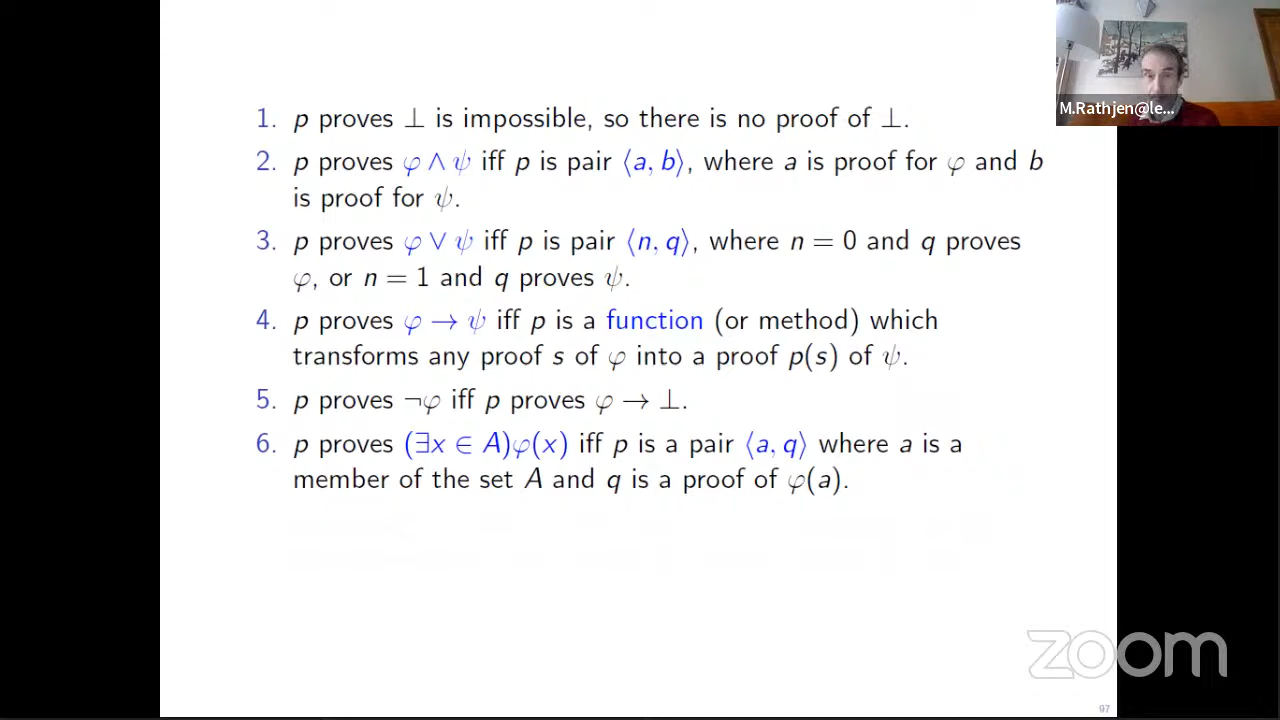 1. p proves ⊥ is impossible, so there is no proof of ⊥.
2. p proves φ ∧ ψ iff p is pair ⟨a, b⟩, where a is proof for φ and b
is proof for ψ.
3. p proves φ ∨ ψ iff p is pair ⟨n, q⟩, where n = 0 and q proves
φ, or n = 1 and q proves ψ.
4. p proves φ → ψ iff p is a function (or method) which
transforms any proof s of φ into a proof p(s) of ψ.
5. p proves ¬φ iff p proves φ → ⊥.
6. p proves (∃x ∈ A)φ(x) iff p is a pair ⟨a, q⟩ where a is a
member of the set A and q is a proof of φ(a).
M.Rathjen@le...
zoom
97